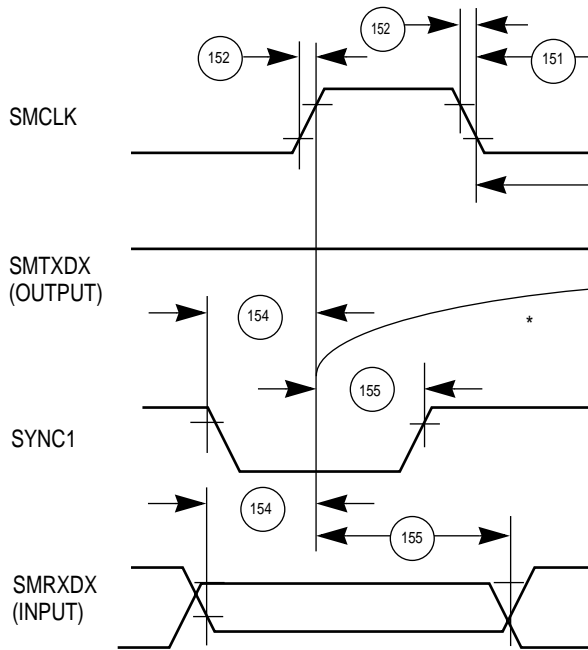 152
152
151
SMCLK
SMTXDX
(OUTPUT)
154
*
155
SYNC1
154
155
SMRXDX
(INPUT)